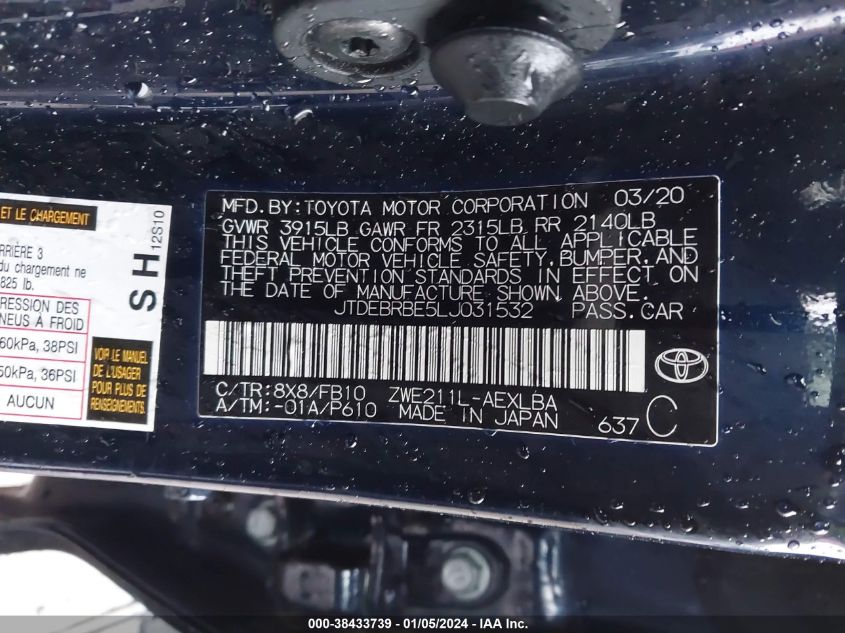 ET LE CHARGEMENT
RRIÈRE 3
du chargement ne
825 lb.
PRESSION DES
NEUS À FROID
60kPa, 38PSI
50kPa, 36PSI
AUCUN
VOIR LE MANUEL
DE L'USAGER
POUR PLUS DE
RENSEIGNEMENTS
SH
12S10
MFD.BY:TOYOTA MOTOR CORPORATION 03/20
GVWR 3915LB GAWR FR 2315LB RR 2140LB
THIS VEHICLE CONFORMS TO ALL APPLICABLE
FEDERAL MOTOR VEHICLE SAFETY,BUMPER,AND
THEFT PREVENTION STANDARDS IN EFFECT ON
THE DATE OF MANUFACTURE SHOWN ABOVE.
JTDEBRBE5LJ031532 PASS.CAR
C/TR:8X8/FB10 ZWE211L-AEXLBA
A/TM:-01A/P610 MADE IN JAPAN
637 C
000-38433739 - 01/05/2024 - IAA Inc.